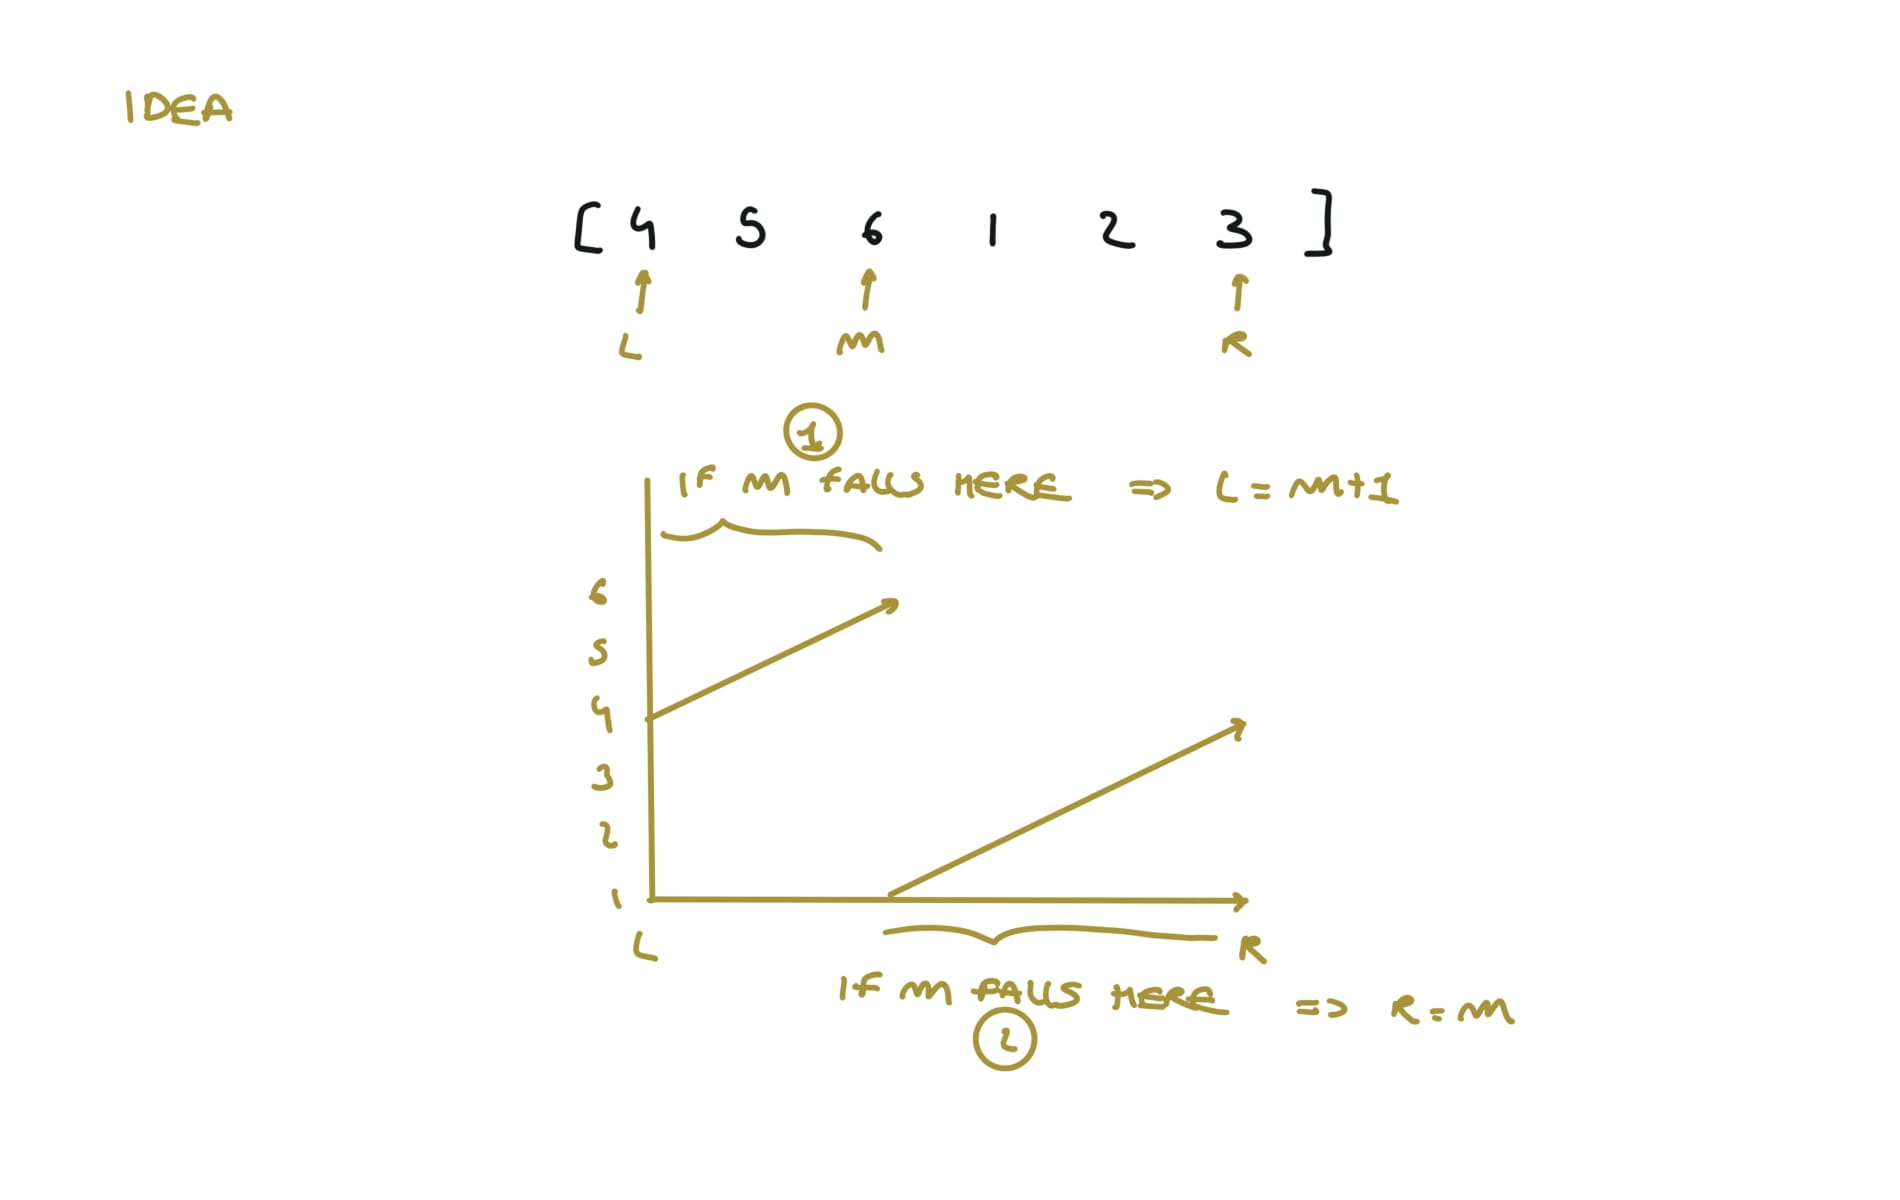 IDEA
[ 4 5 6 1 2 3 ]
L m R
1
IF m FALLS HERE => L = m+1
6
5
4
3
2
1
L R
IF m FALLS HERE => R = m
2